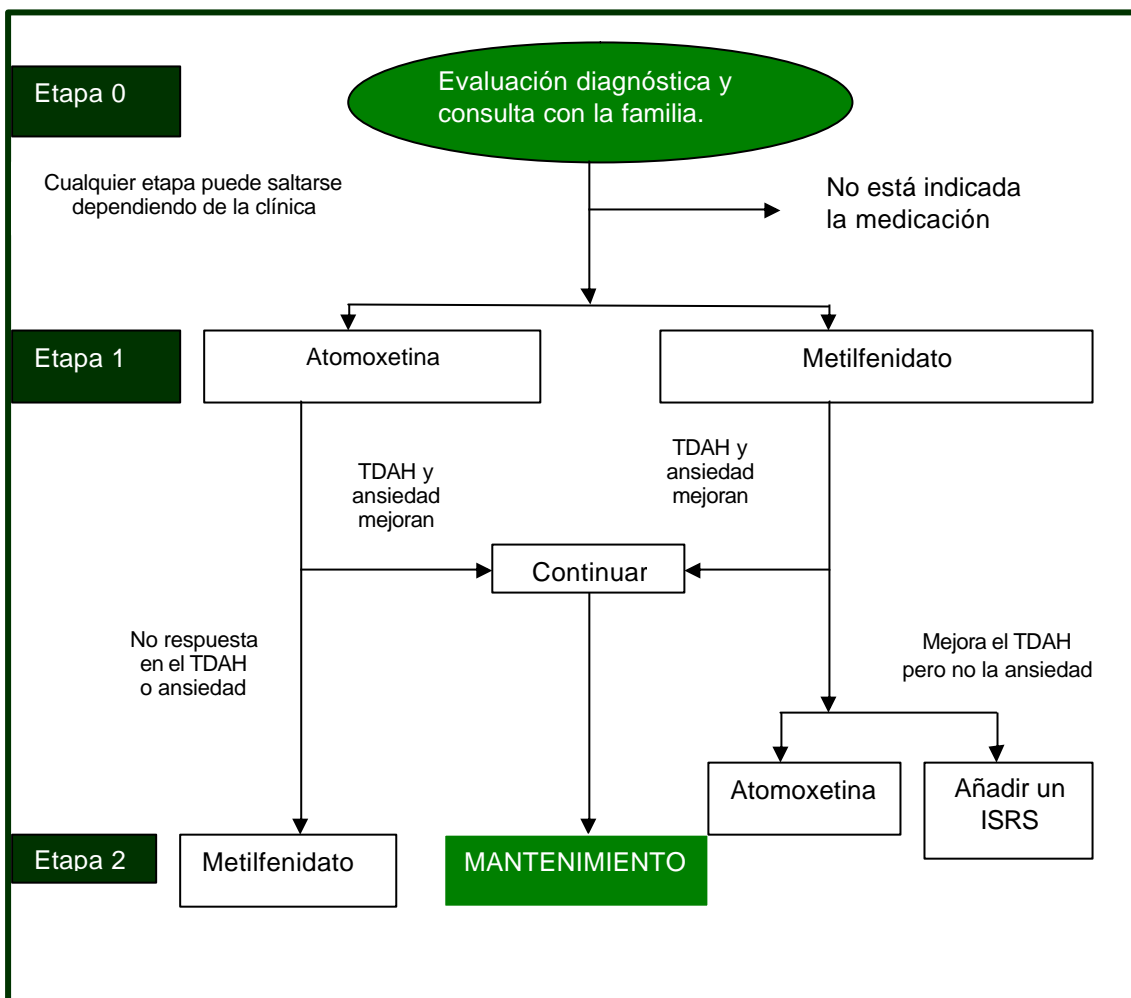 Etapa 0
Evaluación diagnóstica y
consulta con la familia.
Cualquier etapa puede saltarse
dependiendo de la clínica
No está indicada
la medicación
Etapa 1
Atomoxetina
Metilfenidato
TDAH y
ansiedad
mejoran
TDAH y
ansiedad
mejoran
Continuar
No respuesta
en el TDAH
o ansiedad
Mejora el TDAH
pero no la ansiedad
Atomoxetina
Añadir un
ISRS
Etapa 2
Metilfenidato
MANTENIMIENTO